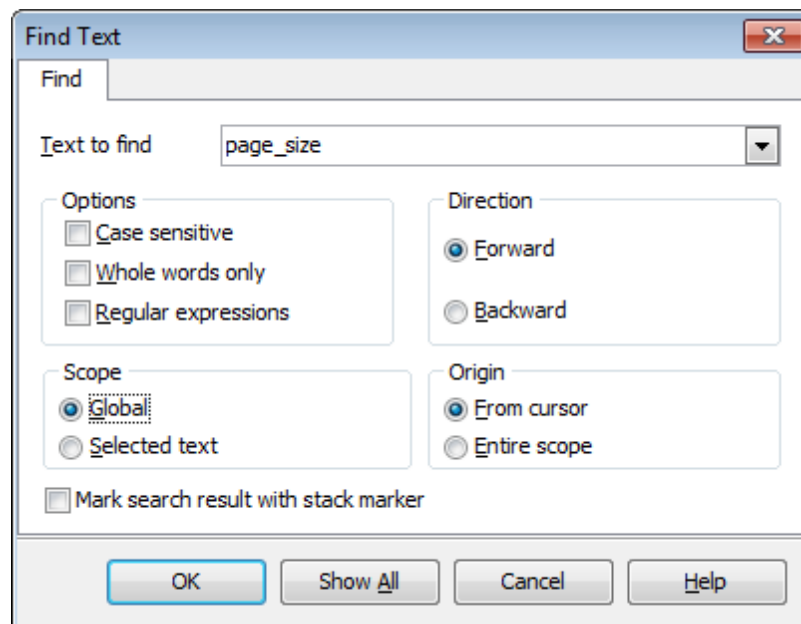 Find Text
Find
Text to find page_size
Options
Case sensitive
Whole words only
Regular expressions
Direction
Forward
Backward
Scope
Global
Selected text
Origin
From cursor
Entire scope
Mark search result with stack marker
OK Show All Cancel Help